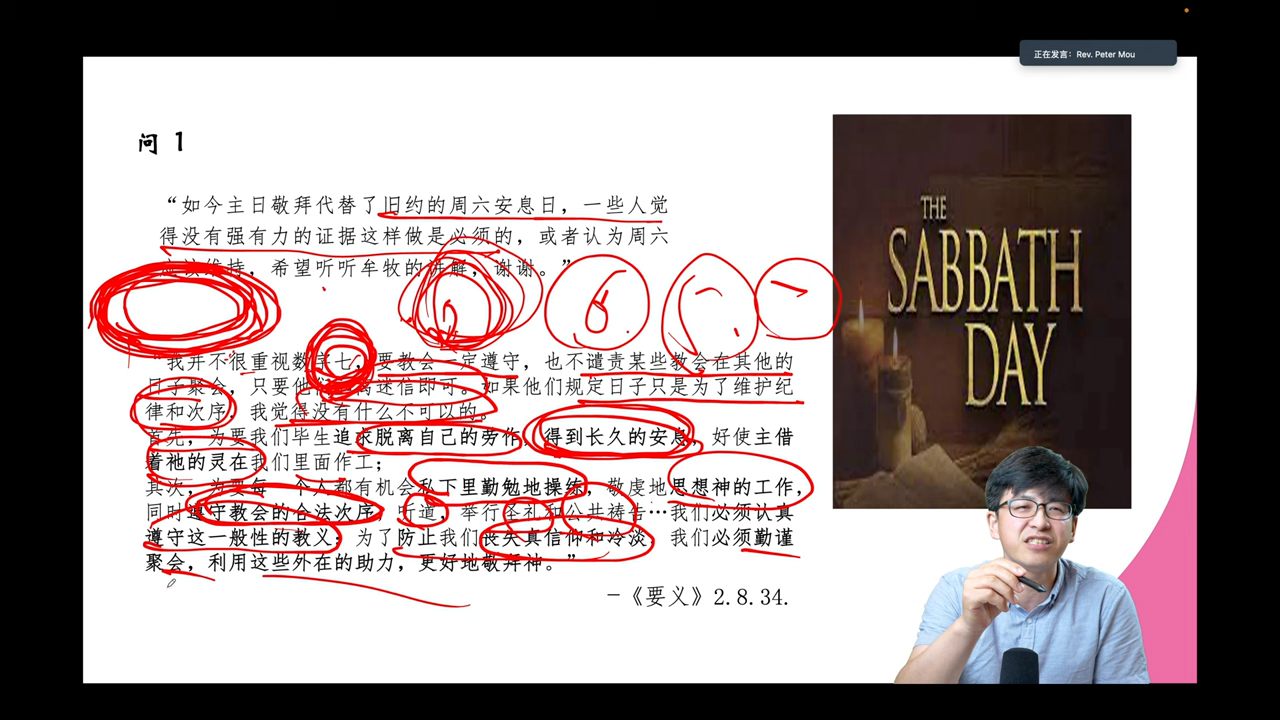 正在发言: Rev. Peter Mou
问 1
“如今主日敬拜代替了旧约的周六安息日，一些人觉
得没有强有力的证据这样做是必须的，或者认为周六
维持，希望听听牟牧的讲解，谢谢。”
THE
SABBATH
DAY
“我并不很重视数字七，要教会一定遵守，也不谴责某些教会在其他的
日子聚会，只要他们 迷信即可。如果他们规定日子只是为了维护纪
律和次序，我觉得没有什么不可以的。
首先，为要我们毕生追求脱离自己的劳作，得到长久的安息，好使主借
着祂的灵在我们里面作工；
其次，为要每一个人都有机会私下里勤勉地操练，敬虔地思想神的工作，
同时遵守教会的合法次序，听道，举行圣礼和公共祷告…我们必须认真
遵守这一般性的教义。为了防止我们丧失真信仰和冷淡，我们必须勤谨
聚会，利用这些外在的助力，更好地敬拜神。”
—《要义》2.8.34.